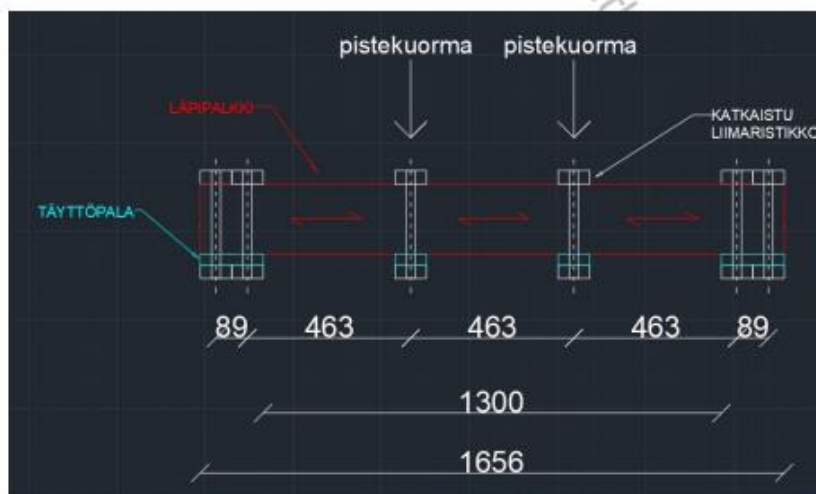 pistekuorma pistekuorma
LÄPIPALKKI
KATKAISTU
LIIMARISTIKKO
TÄYTTÖPALA
89 463 463 463 89
1300
1656